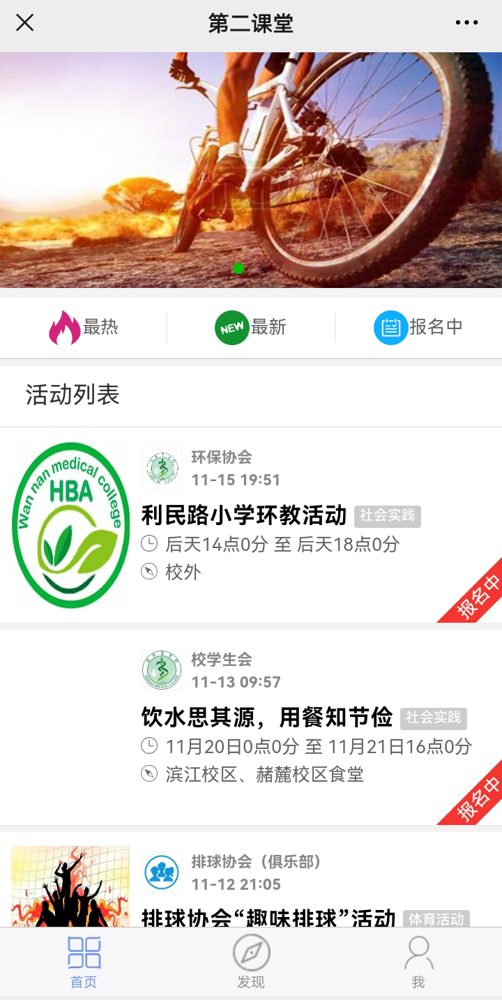 第二课堂
最热
NEW
最新
报名中
活动列表
Wan nan medical college
HBA
环保协会
11-15 19:51
利民路小学环教活动 社会实践
后天14点0分 至 后天18点0分
校外
报名中
校学生会
11-13 09:57
饮水思其源，用餐知节俭 社会实践
11月20日0点0分 至 11月21日16点0分
滨江校区、赭麓校区食堂
报名中
排球协会（俱乐部）
11-12 21:05
排球协会“趣味排球”活动 体育活动
首页
发现
我